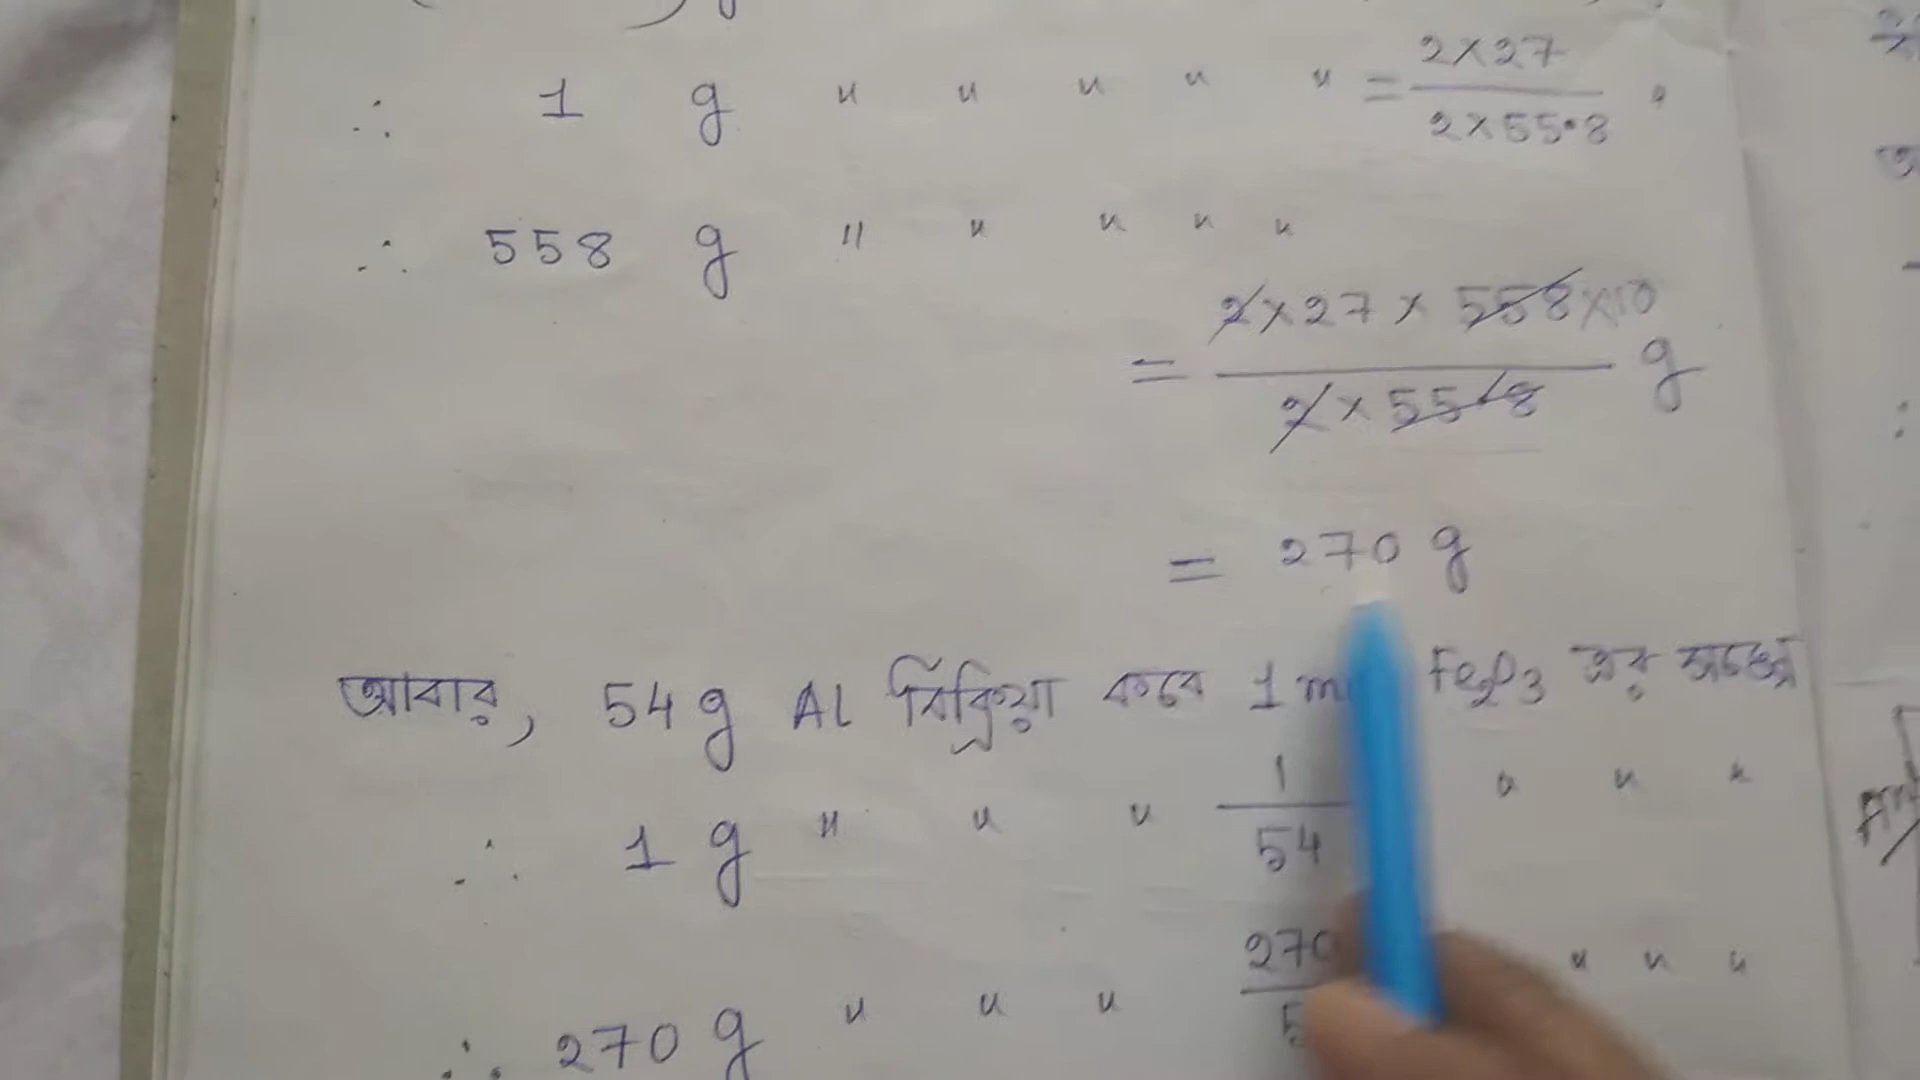 ∴ 1 g " " " " " = 2×27 / 2×55.8
∴ 558 g " " " " "
= 2×27×558×10 / 2×55.8 g
= 270 g
আবার, 54 g Al বিক্রিয়া করে 1 Fe2O3 এর সঙ্গে
∴ 1 g " " " 1/54 " " "
∴ 270 g " " " " " "